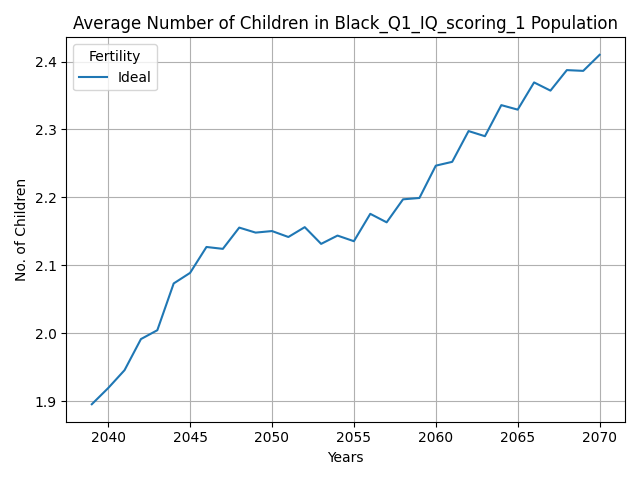 Average Number of Children in Black_Q1_IQ_scoring_1 Population
Fertility
Ideal
No. of Children
2.4
2.3
2.2
2.1
2.0
1.9
2040 2045 2050 2055 2060 2065 2070
Years